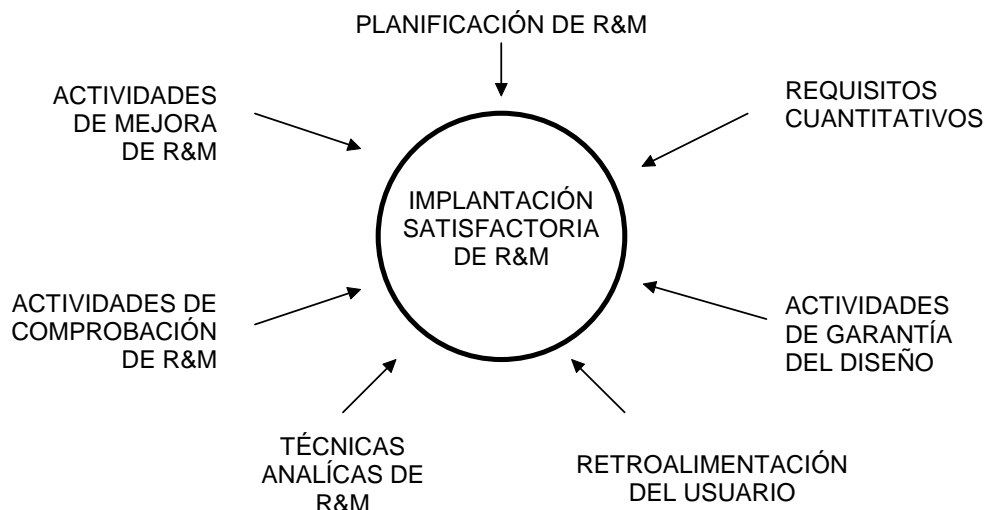 PLANIFICACIÓN DE R&M
ACTIVIDADES
DE MEJORA
DE R&M
REQUISITOS
CUANTITATIVOS
IMPLANTACIÓN
SATISFACTORIA
DE R&M
ACTIVIDADES DE
COMPROBACIÓN
DE R&M
ACTIVIDADES
DE GARANTÍA
DEL DISEÑO
TÉCNICAS
ANALÍCAS DE
R&M
RETROALIMENTACIÓN
DEL USUARIO